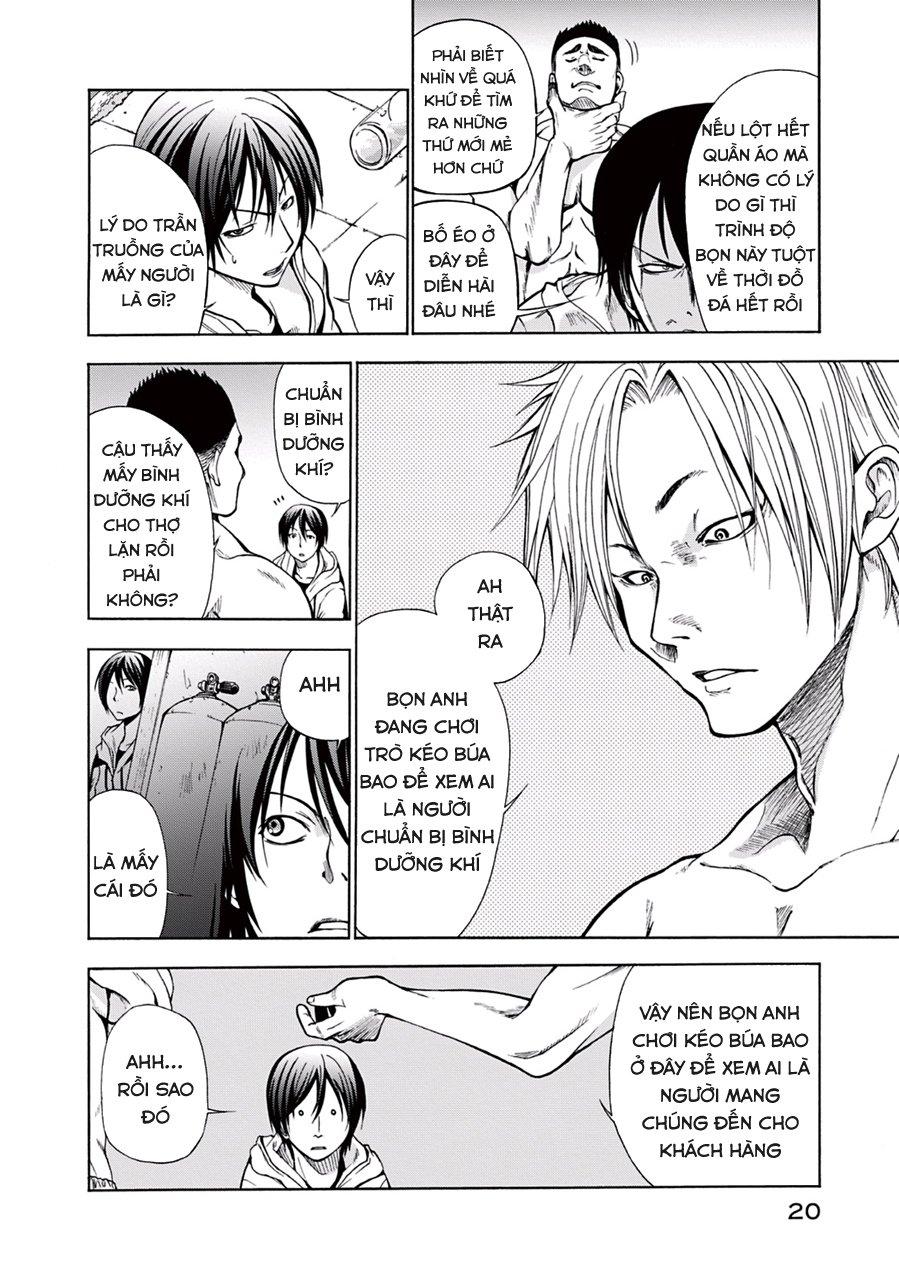 NẾU LỘT HẾT
QUẦN ÁO MÀ
KHÔNG CÓ LÝ
DO GÌ THÌ
TRÌNH ĐỘ
BỌN NÀY TUỘT
VỀ THỜI ĐỒ
ĐÁ HẾT RỒI
PHẢI BIẾT
NHÌN VỀ QUÁ
KHỨ ĐỂ TÌM
RA NHỮNG
THỨ MỚI MẺ
HƠN CHỨ
BỐ ÉO Ở
ĐÂY ĐỂ
DIỄN HÀI
ĐÂU NHÉ
VẬY
THÌ
LÝ DO TRẦN
TRUỒNG CỦA
MẤY NGƯỜI
LÀ GÌ?
AH
THẬT
RA
BỌN ANH
ĐANG CHƠI
TRÒ KÉO BÚA
BAO ĐỂ XEM AI
LÀ NGƯỜI
CHUẨN BỊ BÌNH
DƯỠNG KHÍ
CHUẨN
BỊ BÌNH
DƯỠNG
KHÍ?
CẬU THẤY
MẤY BÌNH
DƯỠNG KHÍ
CHO THỢ
LẶN RỒI
PHẢI
KHÔNG?
AHH
LÀ MẤY
CÁI ĐÓ
VẬY NÊN BỌN ANH
CHƠI KÉO BÚA BAO
Ở ĐÂY ĐỂ XEM AI LÀ
NGƯỜI MANG
CHÚNG ĐẾN CHO
KHÁCH HÀNG
AHH...
RỒI SAO
ĐÓ
20